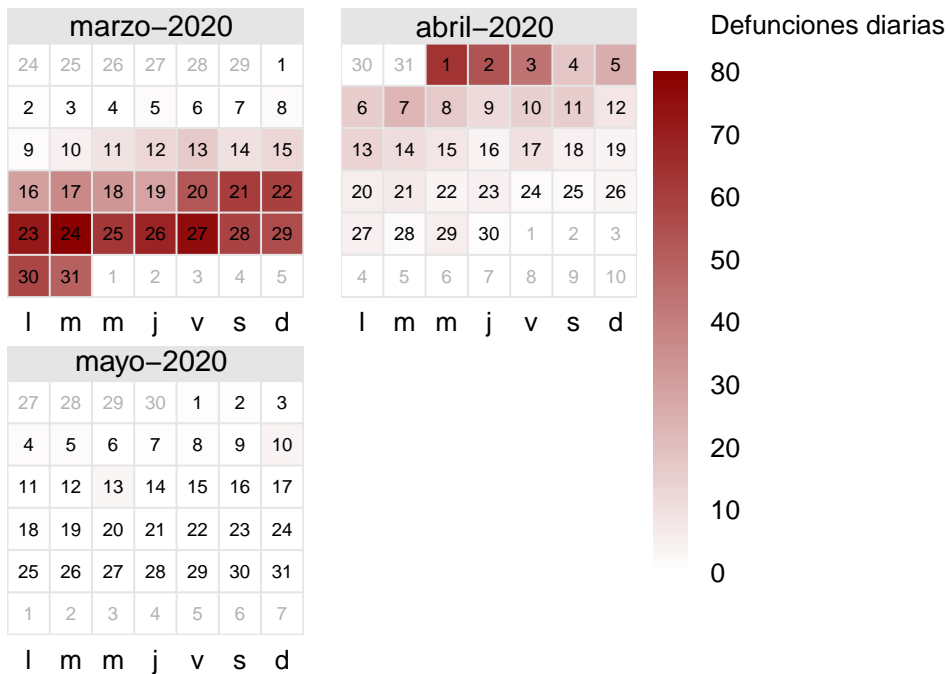 marzo−2020
24 25 26 27 28 29 1
2 3 4 5 6 7 8
9 10 11 12 13 14 15
16 17 18 19 20 21 22
23 24 25 26 27 28 29
30 31 1 2 3 4 5
l m m j v s d
abril−2020
30 31 1 2 3 4 5
6 7 8 9 10 11 12
13 14 15 16 17 18 19
20 21 22 23 24 25 26
27 28 29 30 1 2 3
4 5 6 7 8 9 10
l m m j v s d
mayo−2020
27 28 29 30 1 2 3
4 5 6 7 8 9 10
11 12 13 14 15 16 17
18 19 20 21 22 23 24
25 26 27 28 29 30 31
1 2 3 4 5 6 7
l m m j v s d
Defunciones diarias
80
70
60
50
40
30
20
10
0